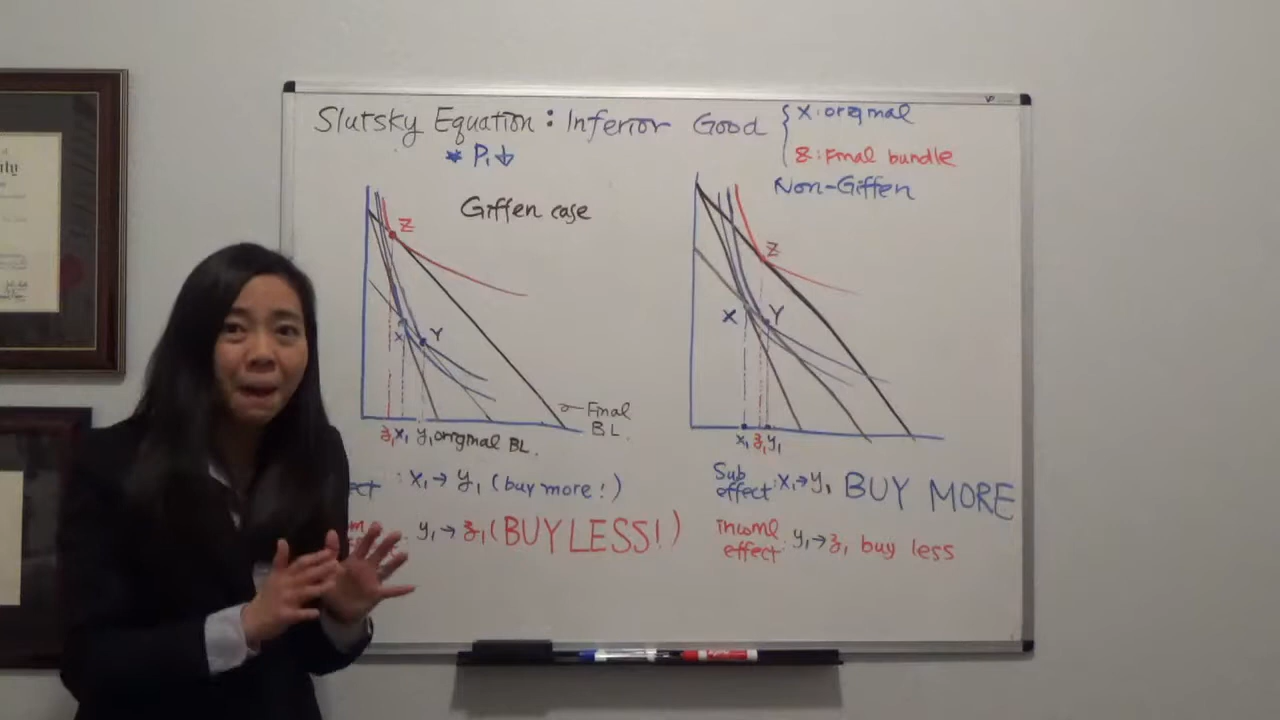 Slutsky Equation : Inferior Good
X: original
Z: Final bundle
* P₁↓
Giffen case
Non-Giffen
Z
X
Y
Final
BL.
z₁ x₁ y₁ original BL.
Z
X
Y
x₁ z₁ y₁
ect : x₁→y₁ (buy more!)
y₁→z₁ (BUY LESS!)
Sub
effect: x₁→y₁ BUY MORE
income
effect: y₁→z₁ buy less